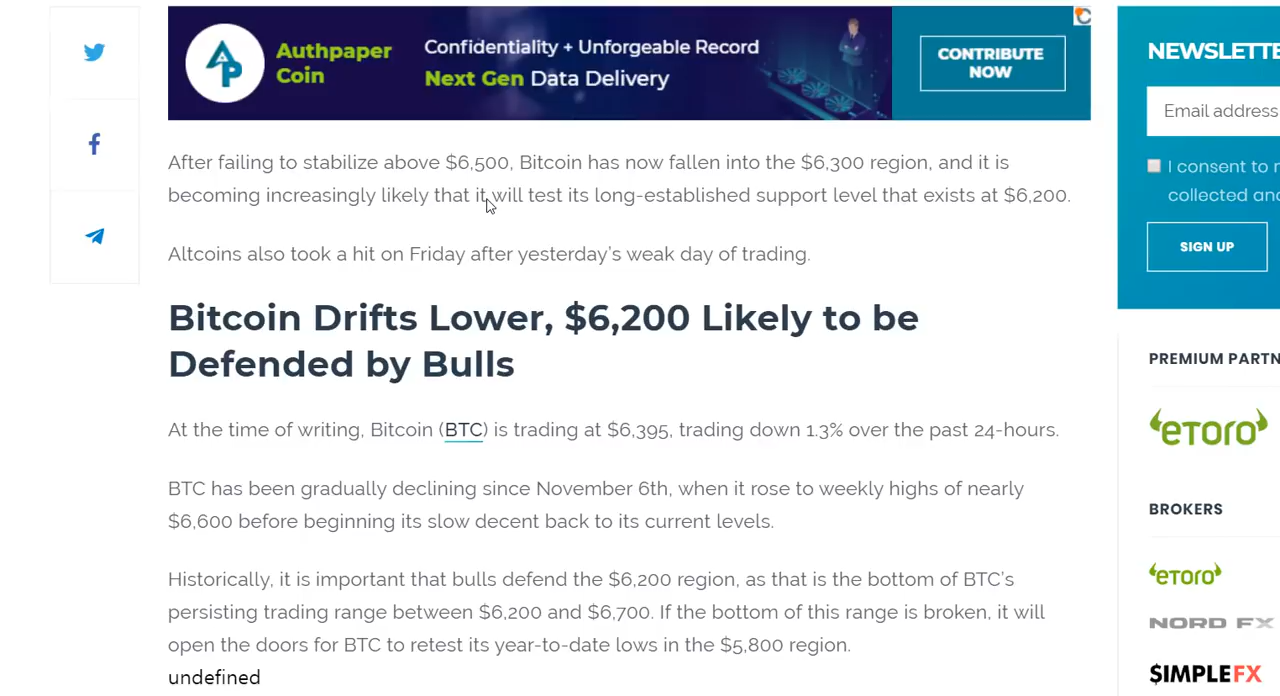 Authpaper
Coin
Confidentiality + Unforgeable Record
Next Gen Data Delivery
CONTRIBUTE
NOW
After failing to stabilize above $6,500, Bitcoin has now fallen into the $6,300 region, and it is
becoming increasingly likely that it will test its long-established support level that exists at $6,200.
Altcoins also took a hit on Friday after yesterday's weak day of trading.
Bitcoin Drifts Lower, $6,200 Likely to be
Defended by Bulls
At the time of writing, Bitcoin (BTC) is trading at $6,395, trading down 1.3% over the past 24-hours.
BTC has been gradually declining since November 6th, when it rose to weekly highs of nearly
$6,600 before beginning its slow decent back to its current levels.
Historically, it is important that bulls defend the $6,200 region, as that is the bottom of BTC's
persisting trading range between $6,200 and $6,700. If the bottom of this range is broken, it will
open the doors for BTC to retest its year-to-date lows in the $5,800 region.
undefined
NEWSLETTE
Email address
I consent to
collected
SIGN UP
PREMIUM PARTN
etoro
BROKERS
etoro
NORD FX
SIMPLEFX